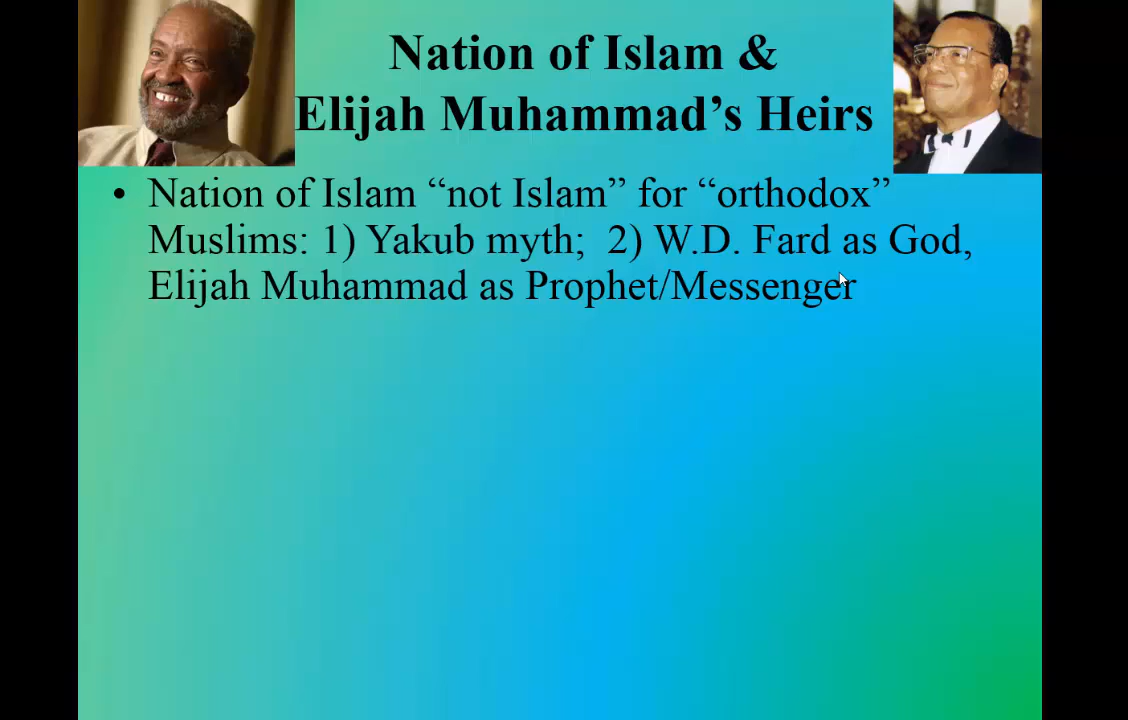 Nation of Islam &
Elijah Muhammad’s Heirs
• Nation of Islam “not Islam” for “orthodox”
Muslims: 1) Yakub myth;  2) W.D. Fard as God,
Elijah Muhammad as Prophet/Messenger